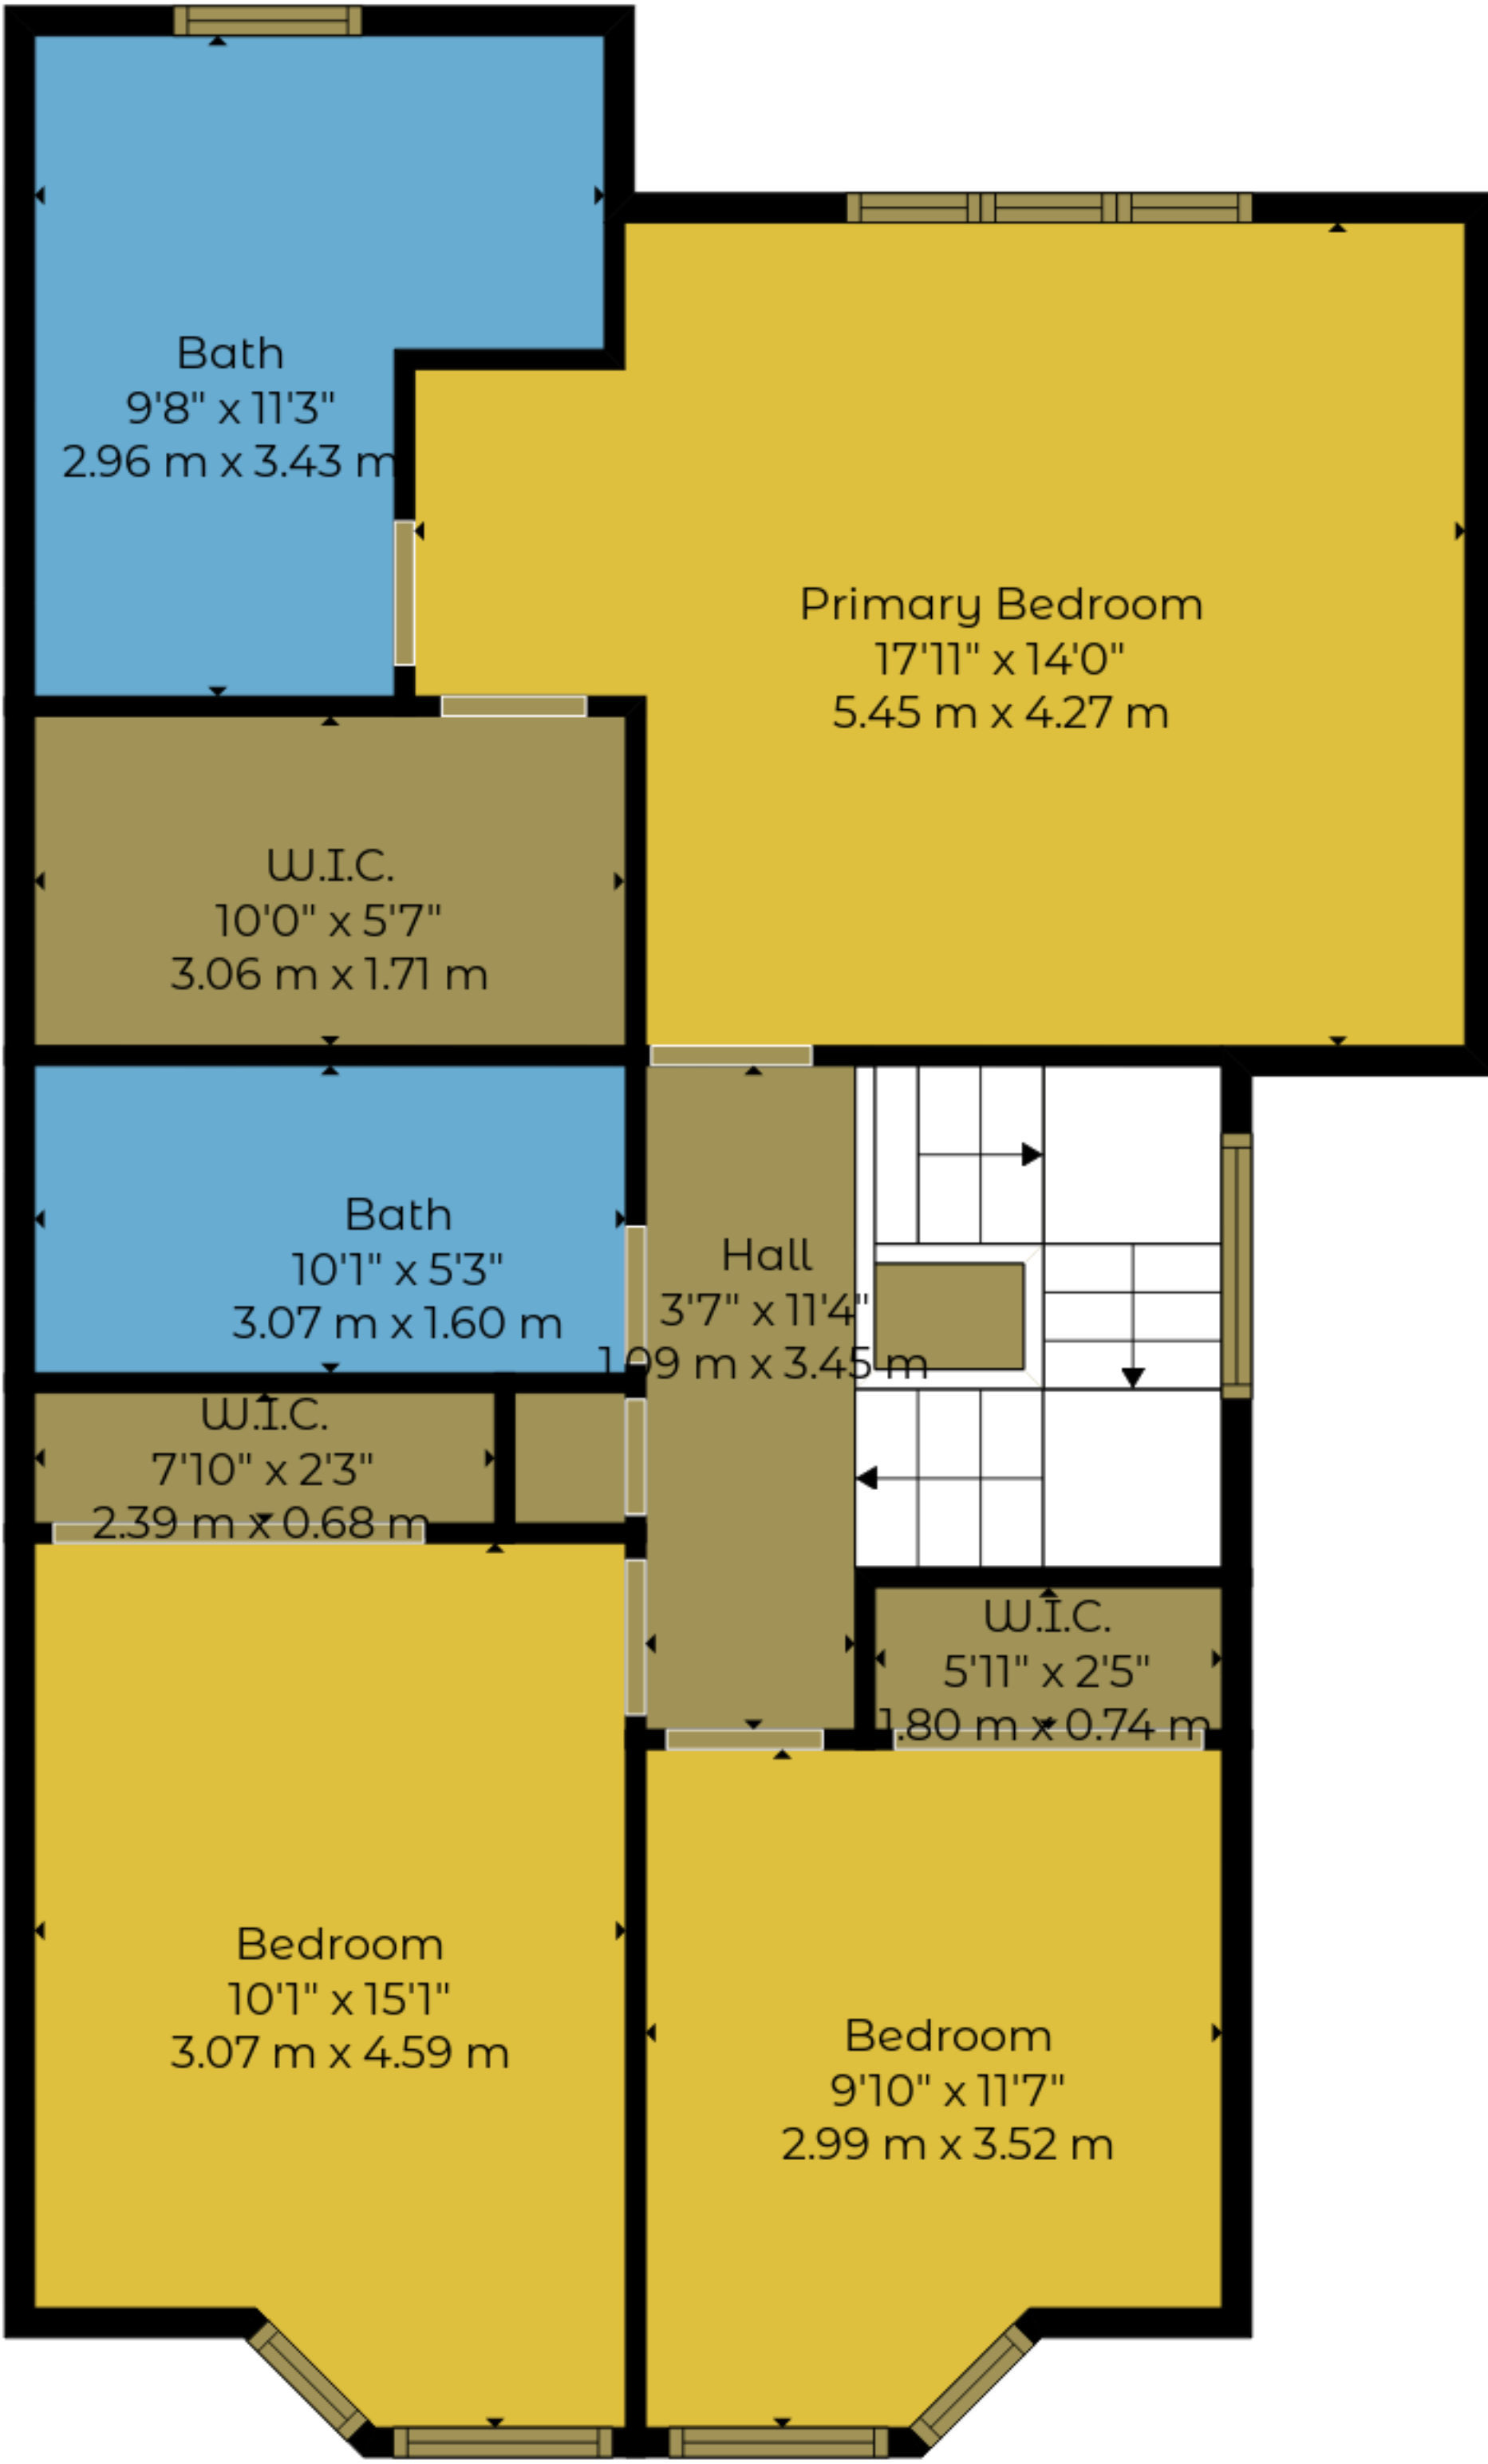 Bath
9'8" x 11'3"
2.96 m x 3.43 m
Primary Bedroom
17'11" x 14'0"
5.45 m x 4.27 m
W.I.C.
10'0" x 5'7"
3.06 m x 1.71 m
Bath
10'1" x 5'3"
3.07 m x 1.60 m
Hall
3'7" x 11'4"
1.09 m x 3.45 m
W.I.C.
7'10" x 2'3"
2.39 m x 0.68 m
W.I.C.
5'11" x 2'5"
1.80 m x 0.74 m
Bedroom
10'1" x 15'1"
3.07 m x 4.59 m
Bedroom
9'10" x 11'7"
2.99 m x 3.52 m